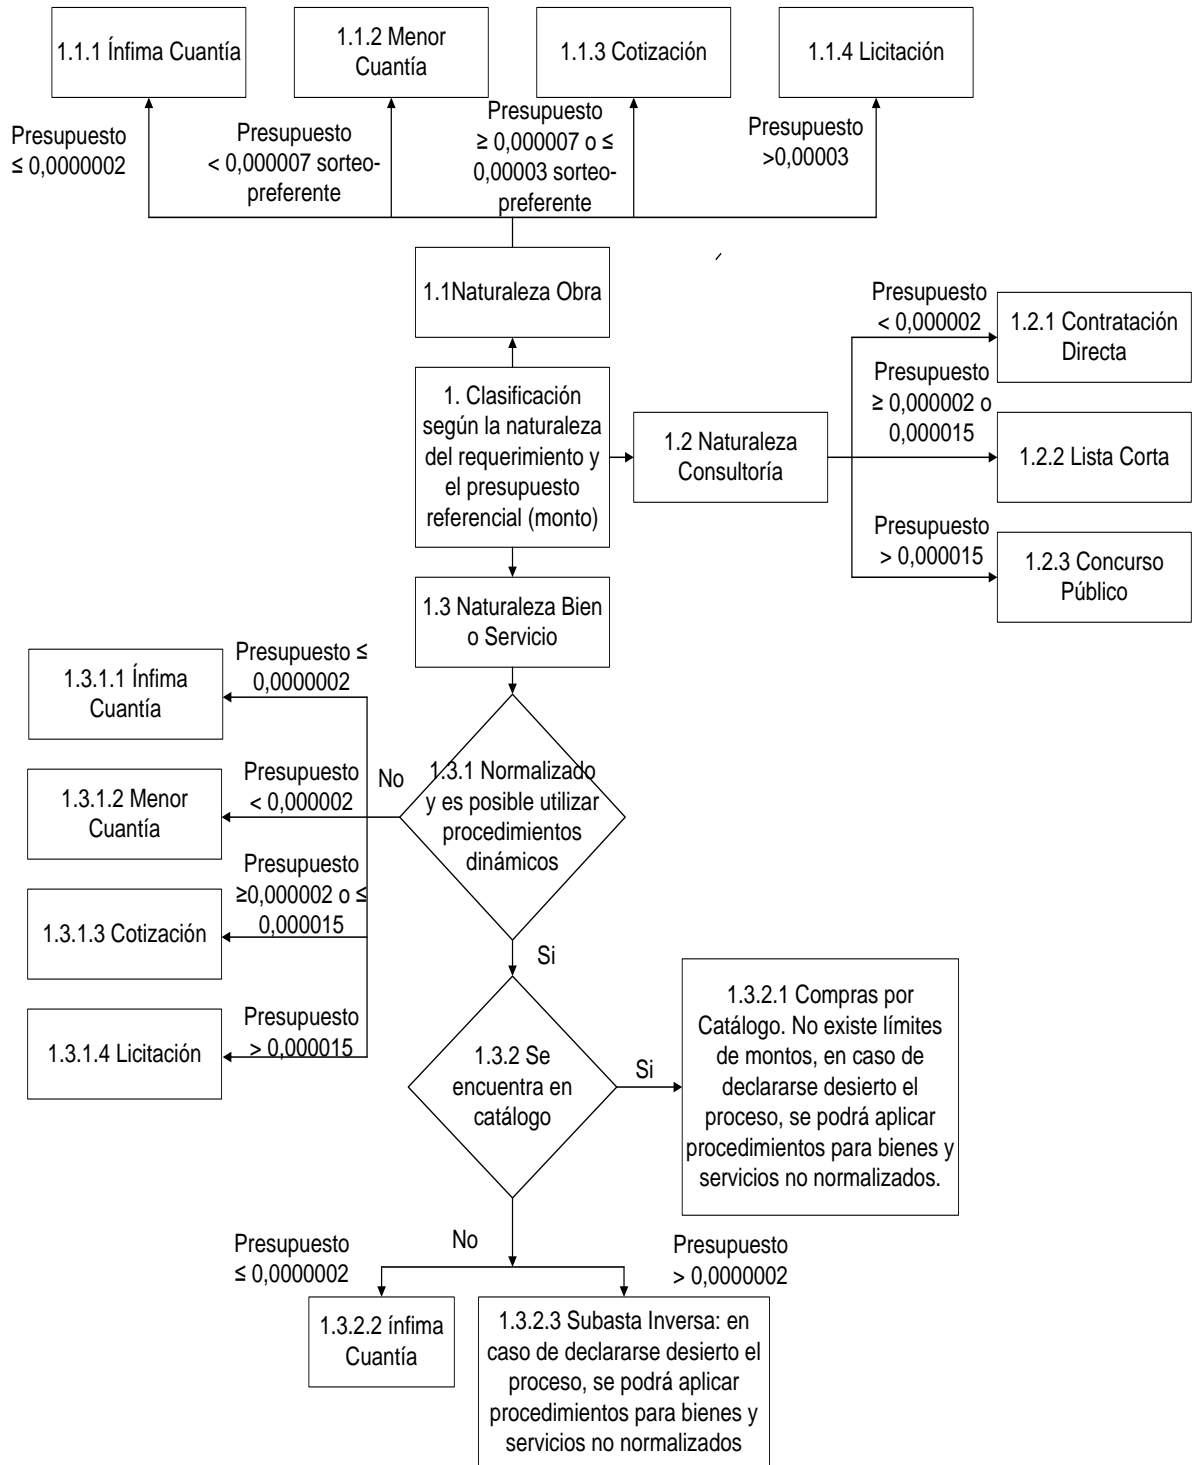 1.1.1 Ínfima Cuantía
1.1.2 Menor
Cuantía
1.1.3 Cotización
1.1.4 Licitación
Presupuesto
≤ 0,0000002
Presupuesto
< 0,000007 sorteo-
preferente
Presupuesto
≥ 0,000007 o ≤
0,00003 sorteo-
preferente
Presupuesto
>0,00003
1.1Naturaleza Obra
1. Clasificación
según la naturaleza
del requerimiento y
el presupuesto
referencial (monto)
1.2 Naturaleza
Consultoría
Presupuesto
< 0,000002
1.2.1 Contratación
Directa
Presupuesto
≥ 0,000002 o
0,000015
1.2.2 Lista Corta
Presupuesto
> 0,000015
1.2.3 Concurso
Público
1.3 Naturaleza Bien
o Servicio
1.3.1 Normalizado
y es posible utilizar
procedimientos
dinámicos
No
Presupuesto ≤
0,0000002
1.3.1.1 Ínfima
Cuantía
Presupuesto
< 0,000002
1.3.1.2 Menor
Cuantía
Presupuesto
≥0,000002 o ≤
0,000015
1.3.1.3 Cotización
Presupuesto
> 0,000015
1.3.1.4 Licitación
Si
1.3.2 Se
encuentra en
catálogo
Si
1.3.2.1 Compras por
Catálogo. No existe límites
de montos, en caso de
declararse desierto el
proceso, se podrá aplicar
procedimientos para bienes y
servicios no normalizados.
No
Presupuesto
≤ 0,0000002
1.3.2.2 ínfima
Cuantía
Presupuesto
> 0,0000002
1.3.2.3 Subasta Inversa: en
caso de declararse desierto el
proceso, se podrá aplicar
procedimientos para bienes y
servicios no normalizados